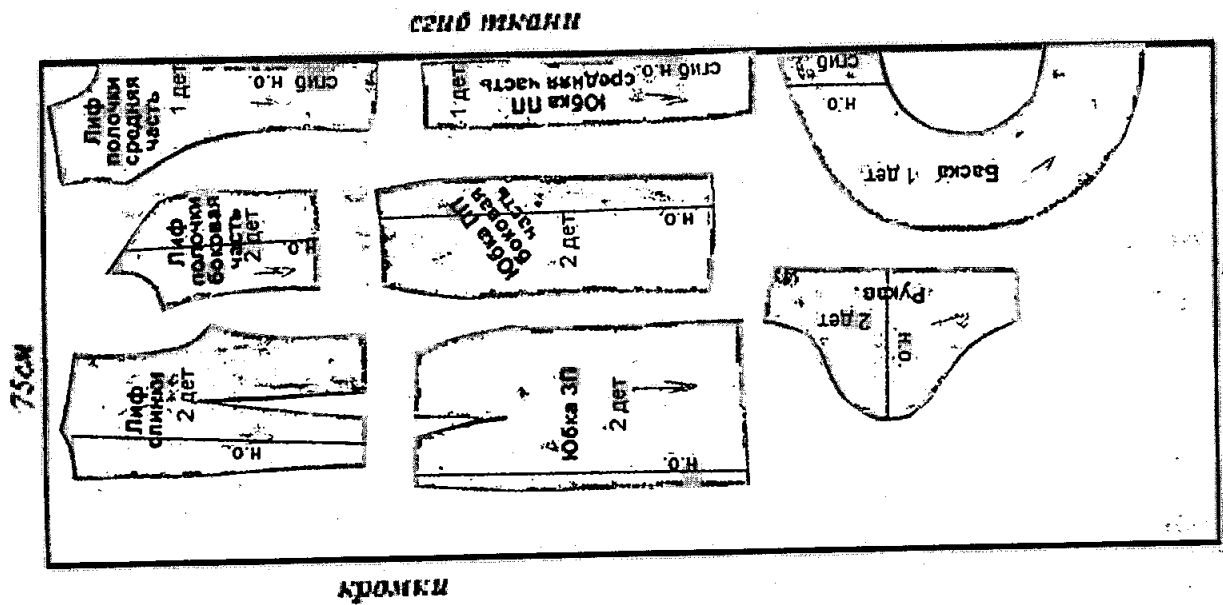 сгиб ткани
75см
Лиф
полочки
сродняя
часть
1 дет
сгиб
н.о.
Юбка ПП
сродняя часть
1 дет
сгиб н.о.
сгиб
н.о.
Баска 1 дет
Лиф
полочки
боковая
часть
2 дет
н.о.
Юбка ПП
боковая
часть
2 дет
н.о.
Рукав.
2 дет
н.о.
Лиф
спинки
2 дет
н.о.
Юбка ЗП
2 дет
н.о.
кромки